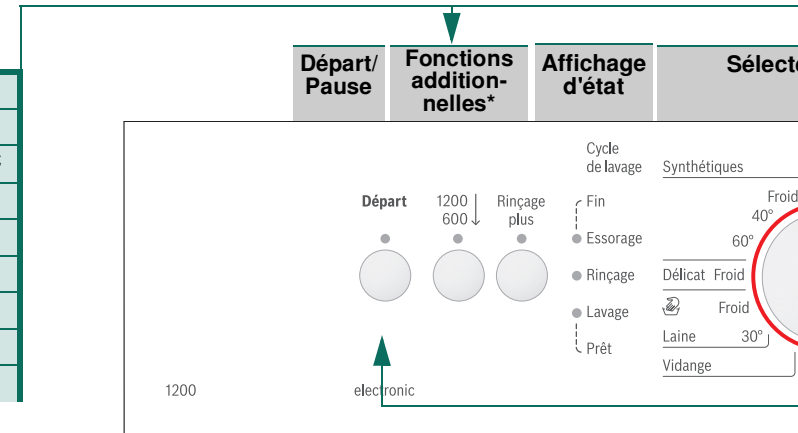 Départ/
Pause
Fonctions
addition-
nelles*
Affichage
d'état
Cycle
de lavage
Synthétiques
Départ
1200
600
Rinçage
plus
Fin
Essorage
Rinçage
Lavage
Prêt
Froid
40°
60°
Délicat Froid
Froid
Laine 30°
Vidange
1200
electronic